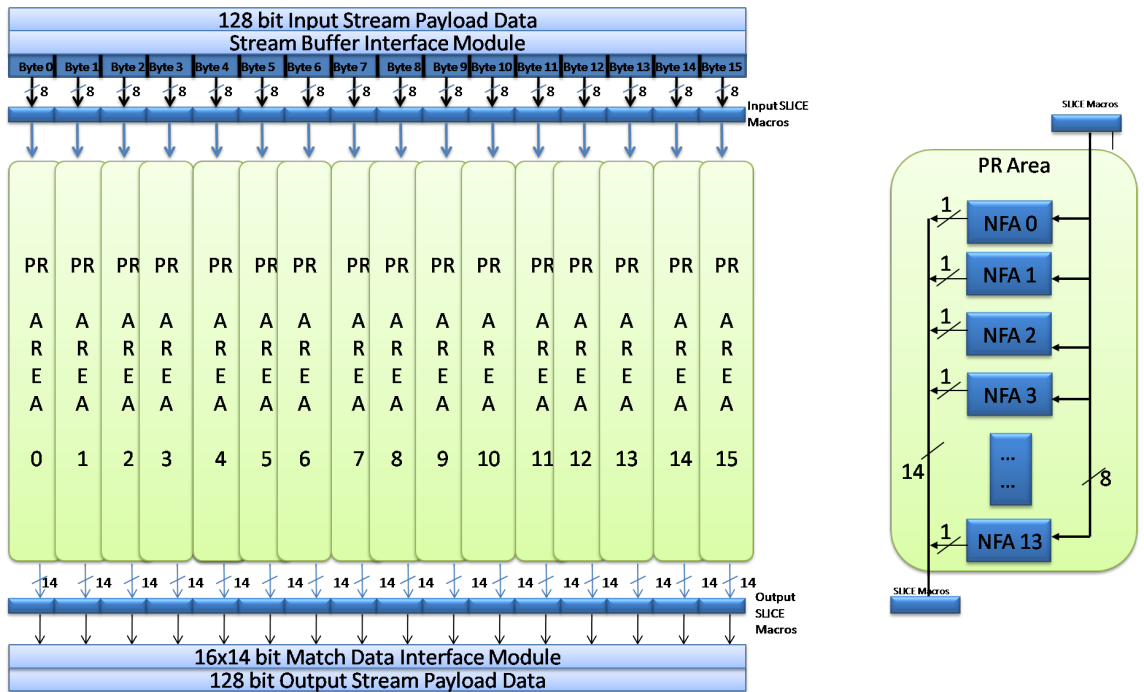 128 bit Input Stream Payload Data
Stream Buffer Interface Module
Byte 0 Byte 1 Byte 2 Byte 3 Byte 4 Byte 5 Byte 6 Byte 7 Byte 8 Byte 9 Byte 10 Byte 11 Byte 12 Byte 13 Byte 14 Byte 15
8 8 8 8 8 8 8 8 8 8 8 8 8 8 8 8
Input SLICE
Macros
PR PR PR PR PR PR PR PR PR PR PR PR PR PR PR PR
A A A A A A A A A A A A A A A A
R R R R R R R R R R R R R R R R
E E E E E E E E E E E E E E E E
A A A A A A A A A A A A A A A A
0 1 2 3 4 5 6 7 8 9 10 11 12 13 14 15
14 14 14 14 14 14 14 14 14 14 14 14 14 14 14 14
Output
SLICE
Macros
16x14 bit Match Data Interface Module
128 bit Output Stream Payload Data
SLICE Macros
PR Area
1 NFA 0
1 NFA 1
1 NFA 2
1 NFA 3
...
...
14
8
1 NFA 13
SLICE Macros